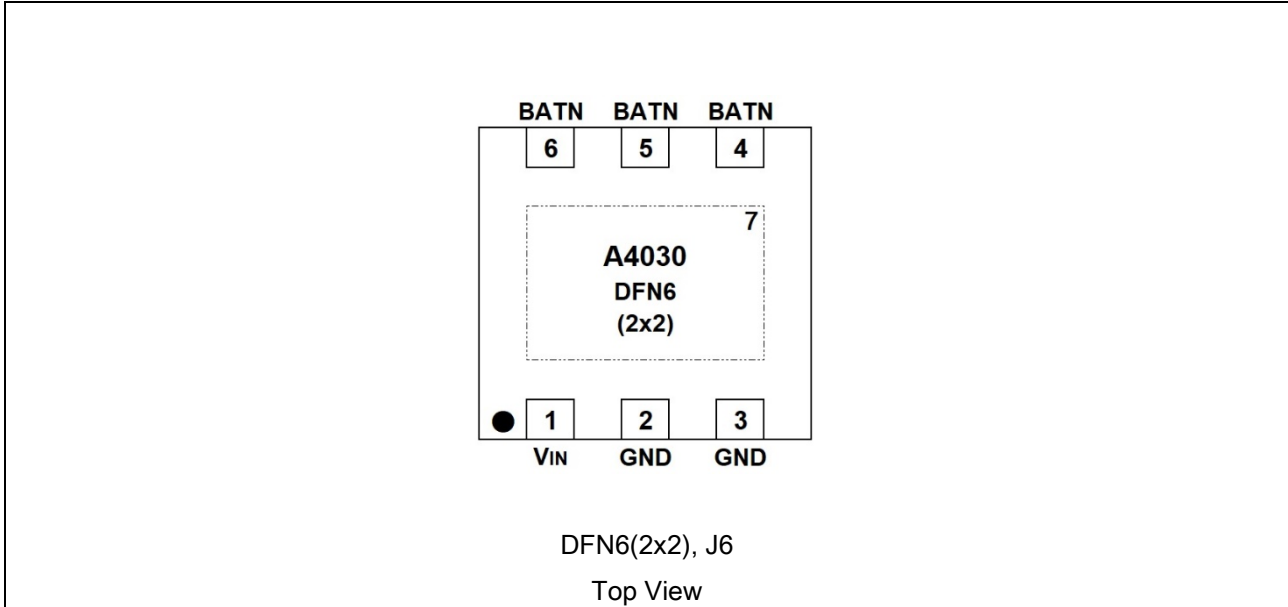 BATN BATN BATN
6 5 4
7
A4030
DFN6
(2x2)
1 2 3
VIN GND GND
DFN6(2x2), J6
Top View